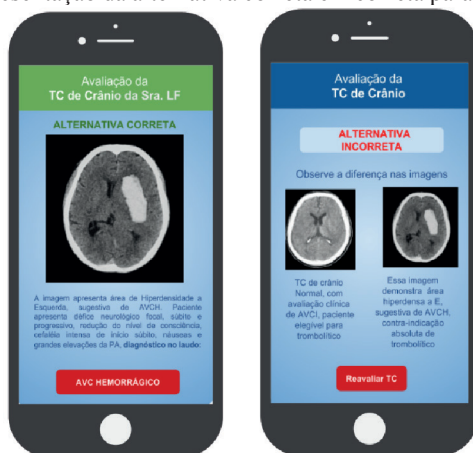 da alternativa para
Avaliação da
TC de Crânio da Sra. LF
ALTERNATIVA CORRETA
A imagem apresenta área de Hiperdensidade a
Esquerda, sugestiva de AVCH. Paciente
apresenta défice neurológico focal, súbito e
progressivo, redução do nível de consciência,
cefaléia intensa de início súbito, náuseas e
grandes elevações da PA, diagnóstico no laudo:
AVC HEMORRÁGICO
Avaliação da
TC de Crânio
ALTERNATIVA
INCORRETA
Observe a diferença nas imagens
TC de crânio
Normal, com
avaliação clínica
de AVCI, paciente
elegível para
trombolítico
Essa imagem
demonstra área
hiperdensa a E,
sugestiva de AVCH,
contra-indicação
absoluta de
trombolítico
Reavaliar TC